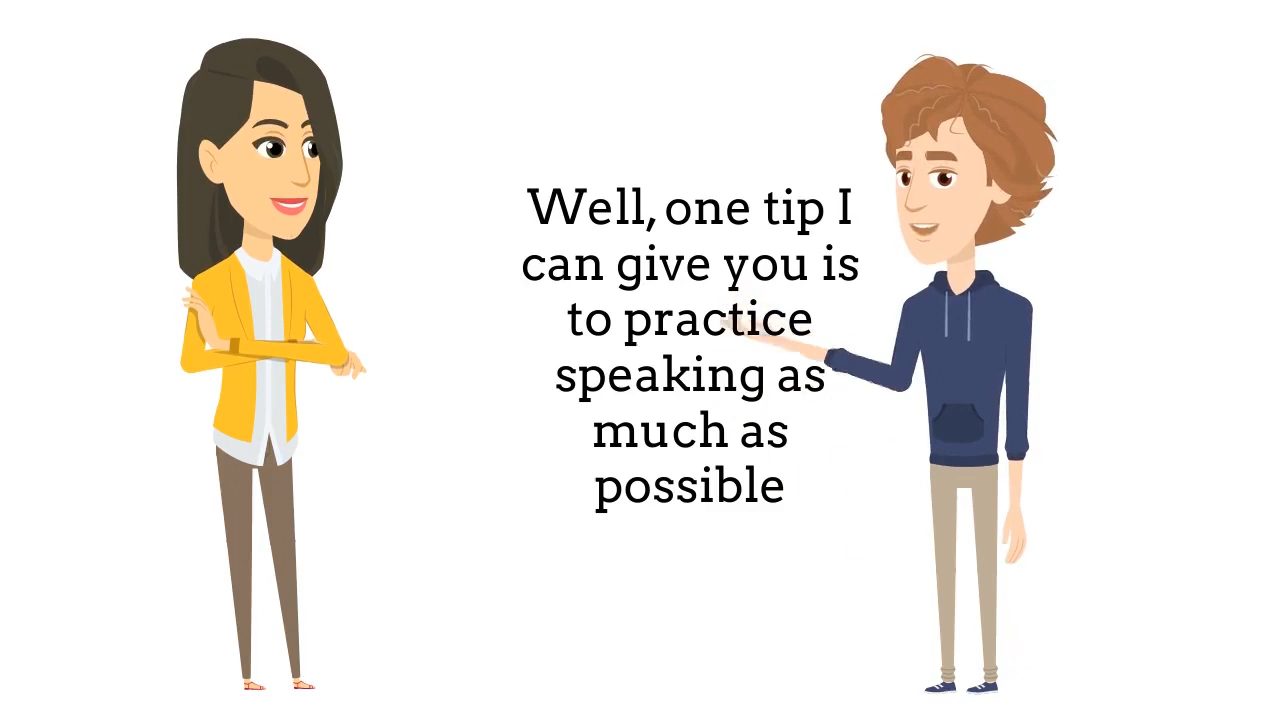 Well, one tip I
can give you is
to practice
speaking as
much as
possible